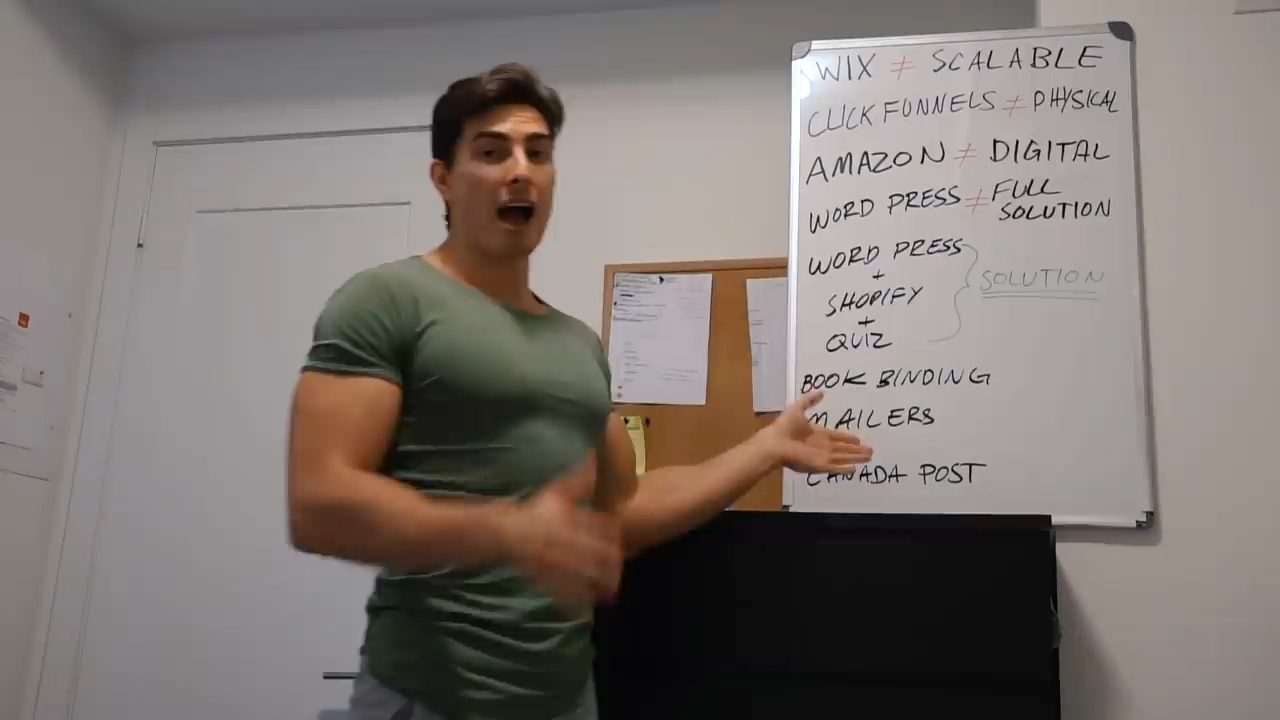 WIX ≠ SCALABLE
CLICK FUNNELS ≠ PHYSICAL
AMAZON ≠ DIGITAL
WORD PRESS ≠ FULL
SOLUTION
WORD PRESS
+
SHOPIFY
+
QUIZ
SOLUTION
BOOK BINDING
MAILERS
CANADA POST